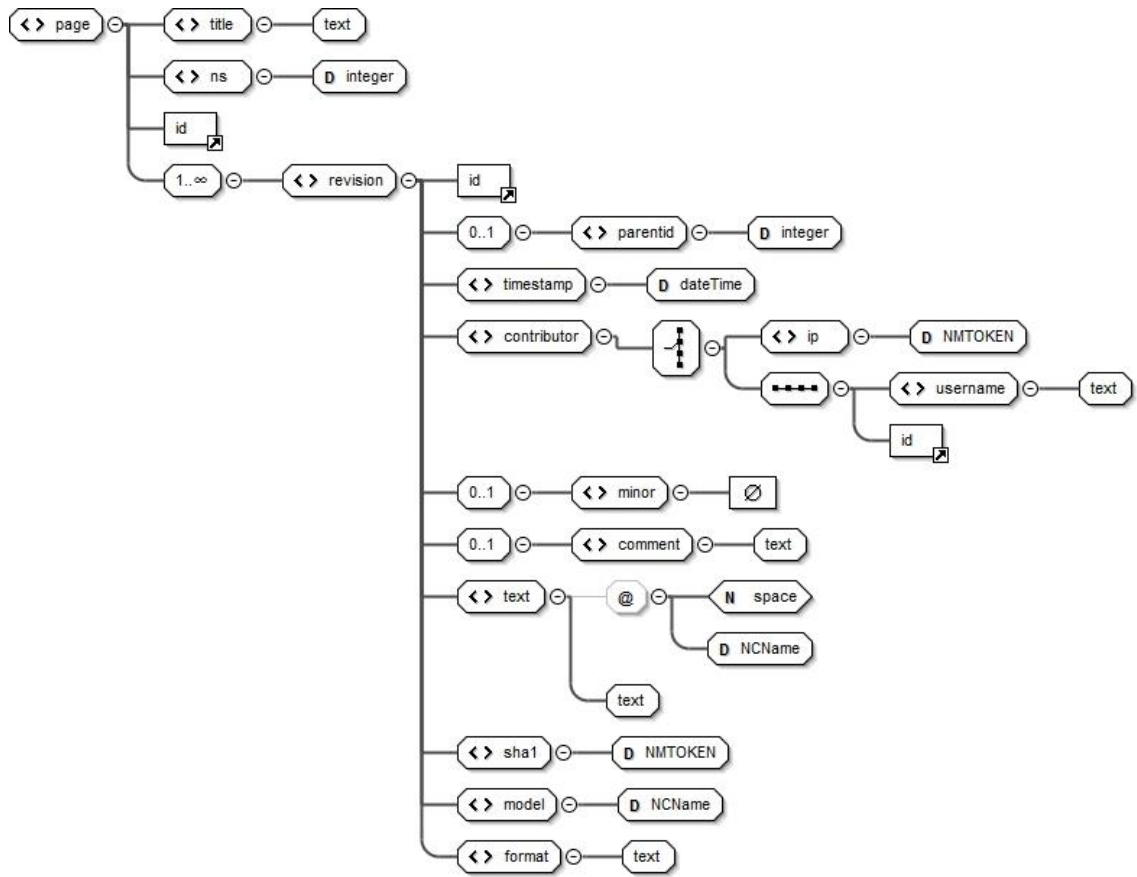 <> page
<> title
text
<> ns
D integer
id
1..∞
<> revision
id
0..1
<> parentid
D integer
<> timestamp
D dateTime
<> contributor
<> ip
D NMTOKEN
<> username
text
id
0..1
<> minor
∅
0..1
<> comment
text
<> text
@
N space
D NCName
text
<> sha1
D NMTOKEN
<> model
D NCName
<> format
text